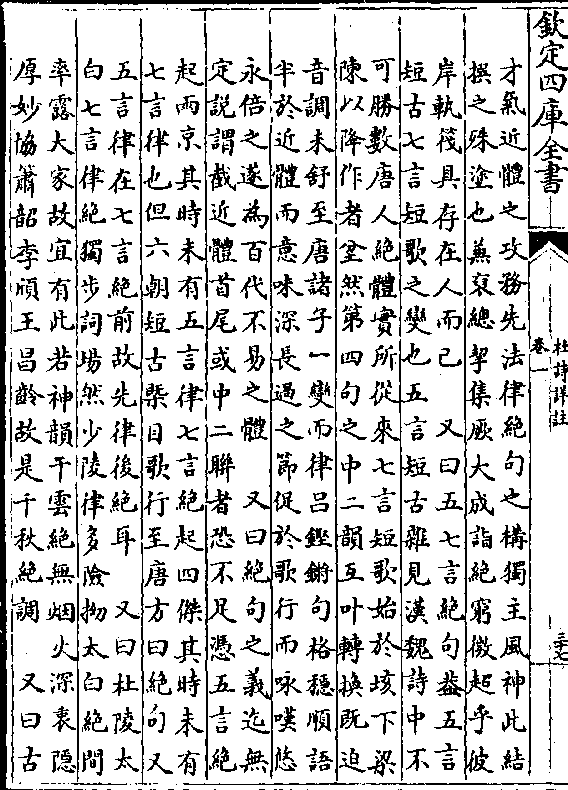 欽定四庫全書
杜詩詳註
卷一
三七
才氣近體之攻務先法律絶句之構獨主風神此結
撰之殊塗也兼裒總挈集厥大成詣絶窮微超乎彼
岸軌筏具存在人而已　又曰五七言絶句葢五言
短古七言短歌之變也五言短古雜見漢魏詩中不
可勝數唐人絶體實所從來七言短歌始於垓下梁
陳以降作者坌然第四句之中二韻互叶轉換既迫
音調未舒至唐諸子一變而律吕鏗鏘句格穩順語
半於近體而意味深長過之節促於歌行而咏嘆悠
永倍之遂為百代不易之體　又曰絶句之義迄無
定説謂截近體首尾或中二聨者恐不足憑五言絶
起两京其時未有五言律七言絶起四傑其時未有
七言律也但六朝短古槩目歌行至唐方曰絶句又
五言律在七言絶前故先律後絶耳　又曰杜陵太
白七言律絶獨步詞場然少陵律多險拗太白絶間
率露大家故宜有此若神韻干雲絶無烟火深衷隱
厚妙協簫韶李頎王昌齡故是千秋絶調　又曰古